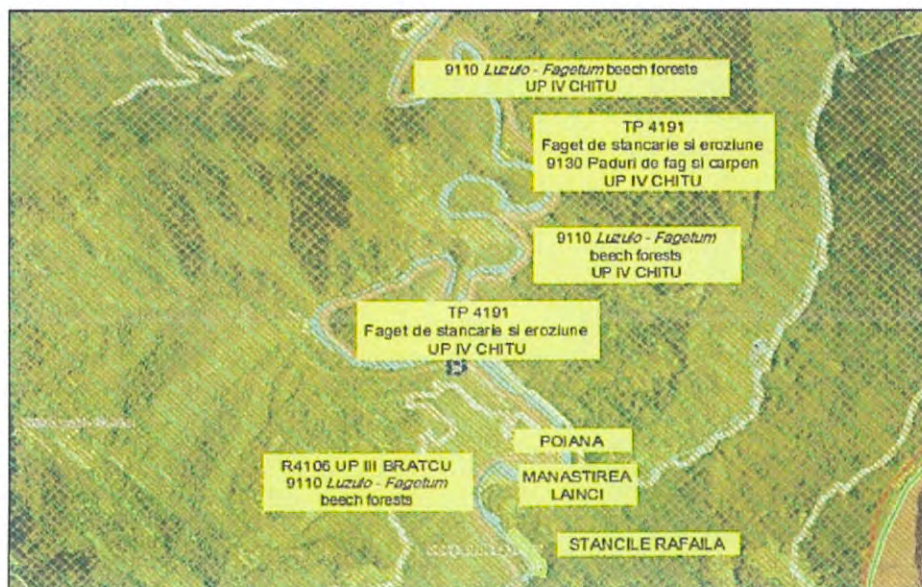 9110 Luzulo - Fagetum beech forests
UP IV CHITU
TP 4191
Faget de stancarie si eroziune
9130 Paduri de fag si carpen
UP IV CHITU
9110 Luzulo - Fagetum
beech forests
UP IV CHITU
TP 4191
Faget de stancarie si eroziune
UP IV CHITU
POIANA
R4106 UP III BRATCU
9110 Luzulo - Fagetum
beech forests
MANASTIREA
LAINCI
STANCILE RAFAILA